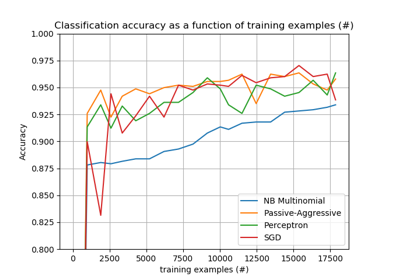 Classification accuracy as a function of training examples (#)
1.000
0.975
0.950
0.925
0.900
0.875
0.850
0.825
0.800
Accuracy
NB Multinomial
Passive-Aggressive
Perceptron
SGD
0 2500 5000 7500 10000 12500 15000 17500
training examples (#)